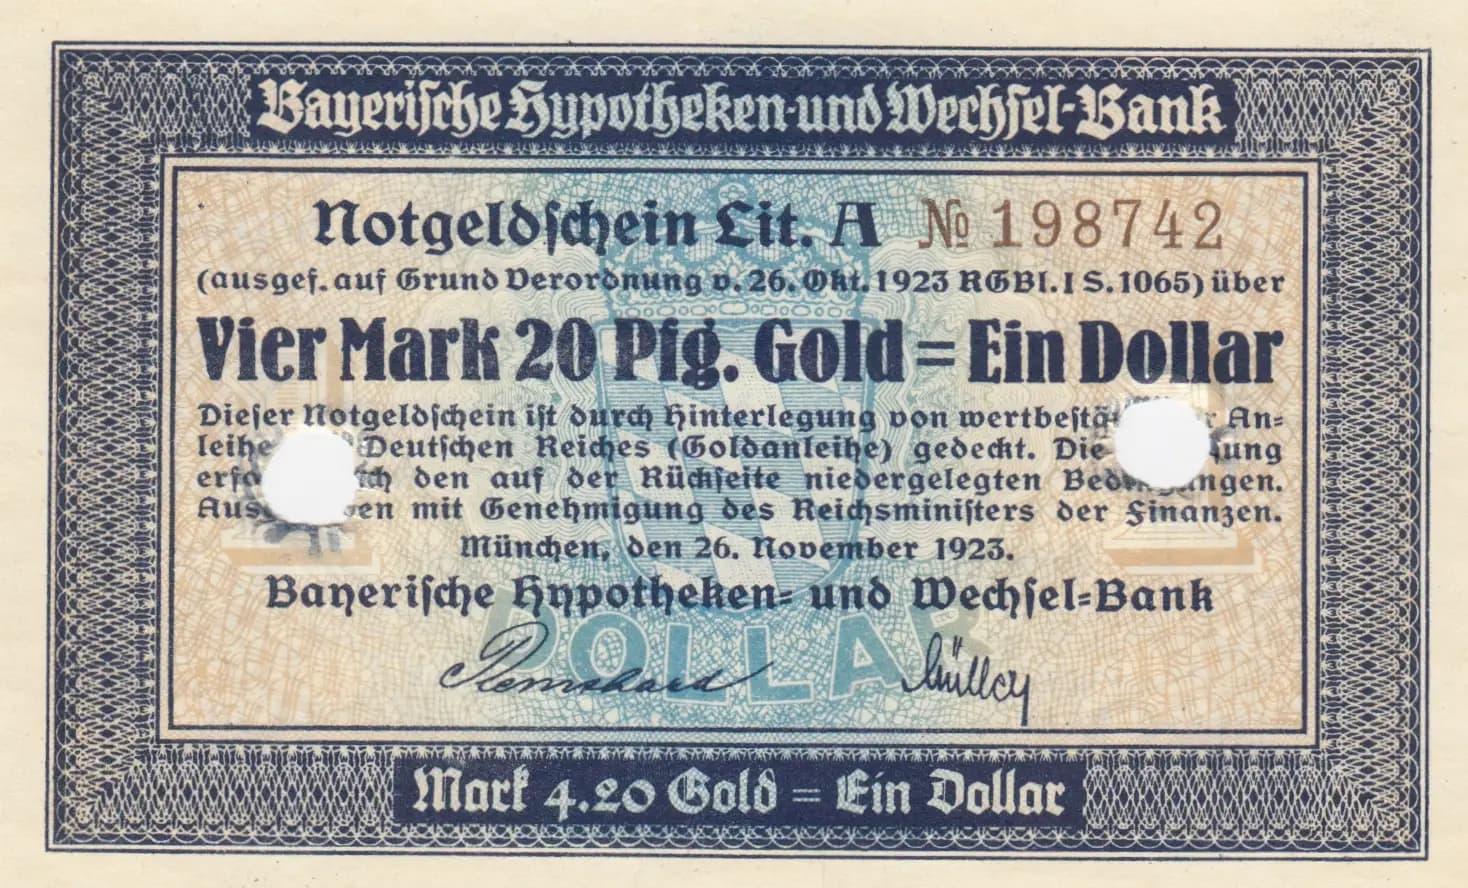 Bayerische Hypotheken-und Wechsel-Bank
Notgeldschein Lit. A № 198742
(ausgef. auf Grund Verordnung v. 26. Okt. 1923 RGBl. I S. 1065) über
Vier Mark 20 Pfg. Gold = Ein Dollar
Dieser Notgeldschein ist durch Hinterlegung von An=
leihe Deutschen Reiches (Goldanleihe) gedeckt. Die
den auf der Rückseite niedergelegten Bedingungen.
mit Genehmigung des Reichsministers der Finanzen.
München, den 26. November 1923.
Bayerische Hypotheken= und Wechsel=Bank
DOLLAR
Mark 4.20 Gold = Ein Dollar